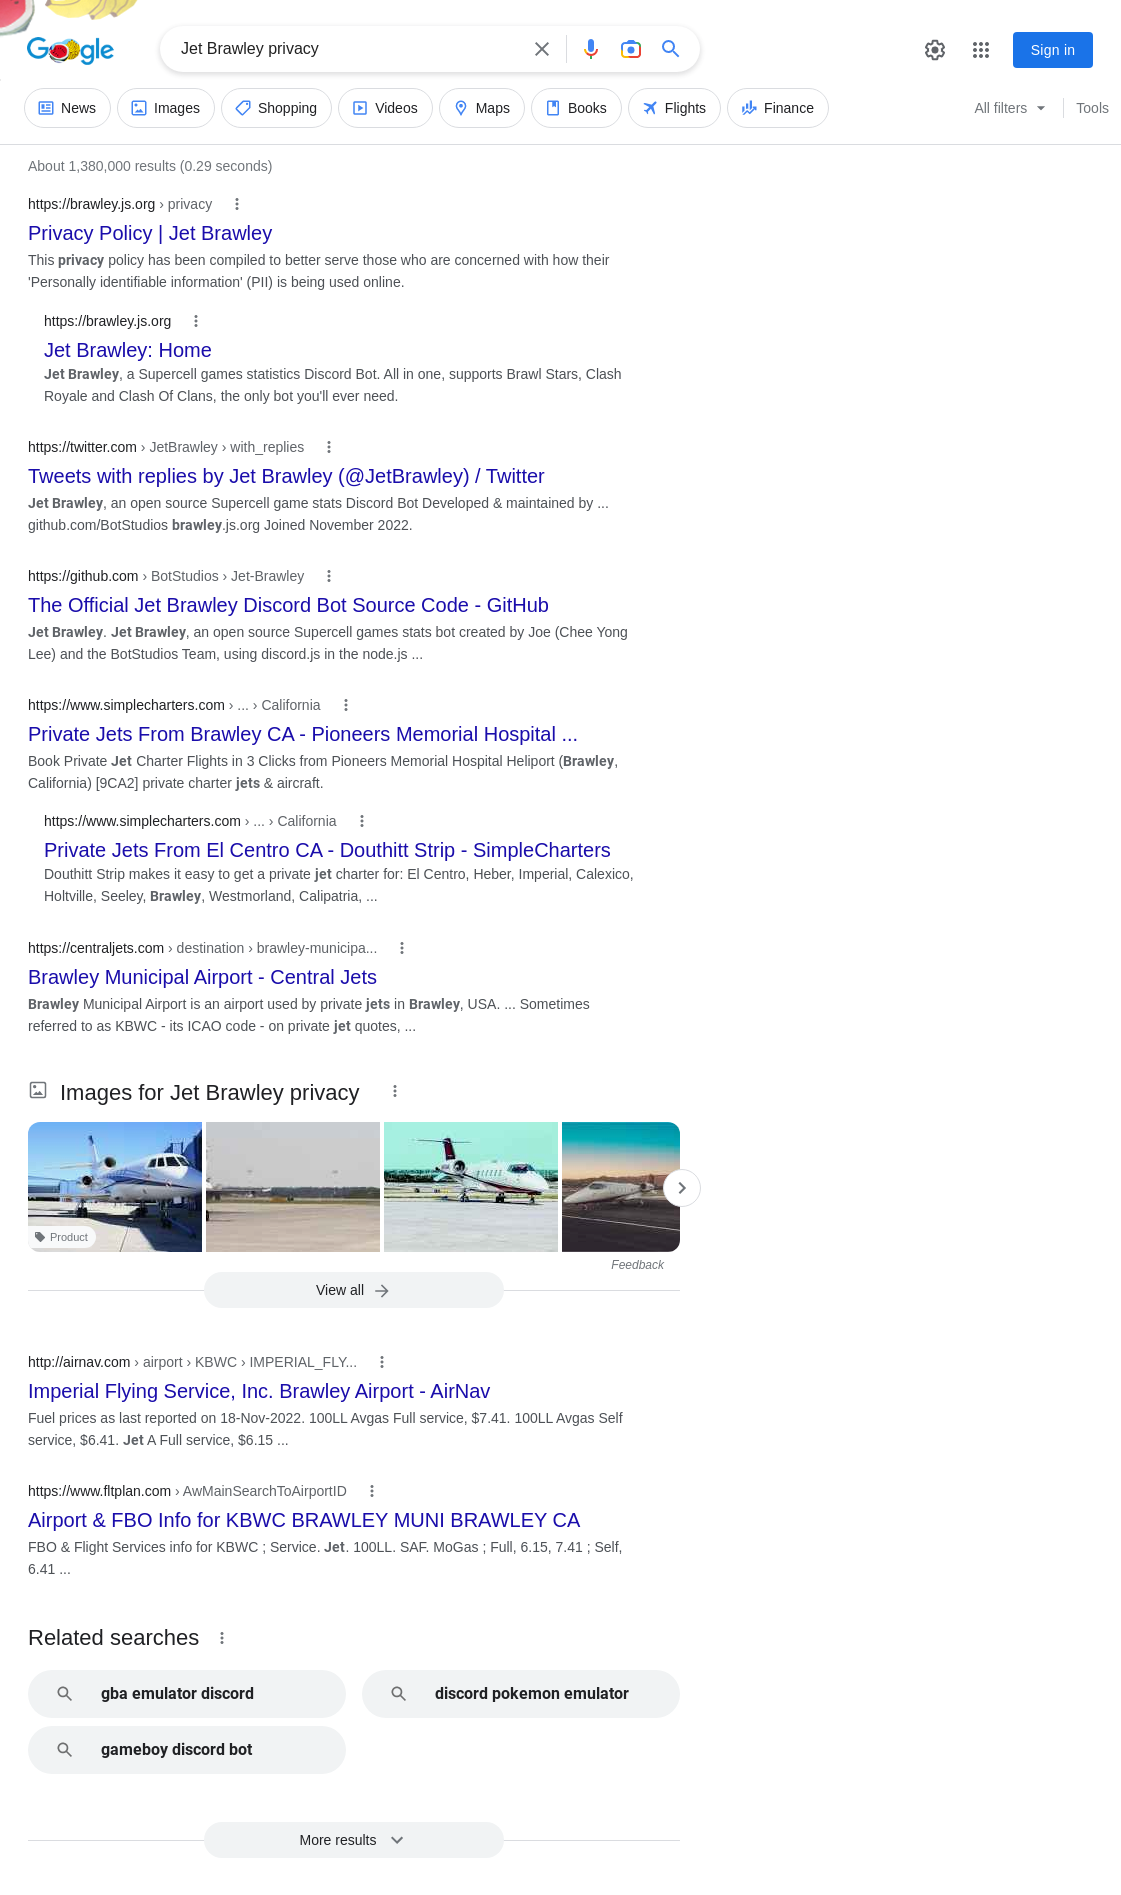 Google
Jet Brawley privacy
Sign in
News Images Shopping Videos Maps Books Flights Finance All filters Tools
About 1,380,000 results (0.29 seconds)
https://brawley.js.org › privacy
Privacy Policy | Jet Brawley
This privacy policy has been compiled to better serve those who are concerned with how their
'Personally identifiable information' (PII) is being used online.
https://brawley.js.org
Jet Brawley: Home
Jet Brawley, a Supercell games statistics Discord Bot. All in one, supports Brawl Stars, Clash
Royale and Clash Of Clans, the only bot you'll ever need.
https://twitter.com › JetBrawley › with_replies
Tweets with replies by Jet Brawley (@JetBrawley) / Twitter
Jet Brawley, an open source Supercell game stats Discord Bot Developed & maintained by ...
github.com/BotStudios brawley.js.org Joined November 2022.
https://github.com › BotStudios › Jet-Brawley
The Official Jet Brawley Discord Bot Source Code - GitHub
Jet Brawley. Jet Brawley, an open source Supercell games stats bot created by Joe (Chee Yong
Lee) and the BotStudios Team, using discord.js in the node.js ...
https://www.simplecharters.com › ... › California
Private Jets From Brawley CA - Pioneers Memorial Hospital ...
Book Private Jet Charter Flights in 3 Clicks from Pioneers Memorial Hospital Heliport (Brawley,
California) [9CA2] private charter jets & aircraft.
https://www.simplecharters.com › ... › California
Private Jets From El Centro CA - Douthitt Strip - SimpleCharters
Douthitt Strip makes it easy to get a private jet charter for: El Centro, Heber, Imperial, Calexico,
Holtville, Seeley, Brawley, Westmorland, Calipatria, ...
https://centraljets.com › destination › brawley-municipa...
Brawley Municipal Airport - Central Jets
Brawley Municipal Airport is an airport used by private jets in Brawley, USA. ... Sometimes
referred to as KBWC - its ICAO code - on private jet quotes, ...
Images for Jet Brawley privacy
Product
Feedback
View all
http://airnav.com › airport › KBWC › IMPERIAL_FLY...
Imperial Flying Service, Inc. Brawley Airport - AirNav
Fuel prices as last reported on 18-Nov-2022. 100LL Avgas Full service, $7.41. 100LL Avgas Self
service, $6.41. Jet A Full service, $6.15 ...
https://www.fltplan.com › AwMainSearchToAirportID
Airport & FBO Info for KBWC BRAWLEY MUNI BRAWLEY CA
FBO & Flight Services info for KBWC ; Service. Jet. 100LL. SAF. MoGas ; Full, 6.15, 7.41 ; Self,
6.41 ...
Related searches
gba emulator discord
discord pokemon emulator
gameboy discord bot
More results